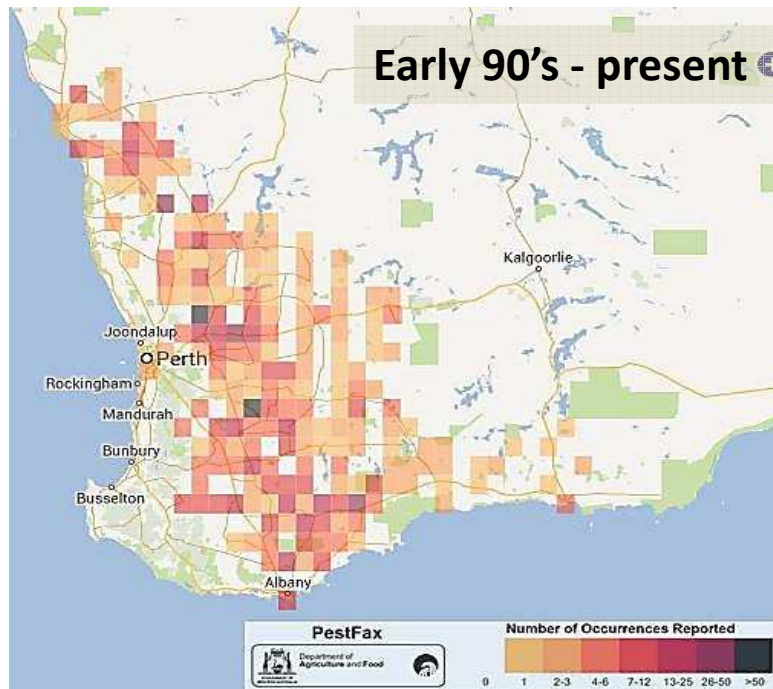 Early 90's - present
Kalgoorlie
Joondalup
Perth
Rockingham
Mandurah
Bunbury
Busselton
Albany
PestFax
Department of
Agriculture and Food
Number of Occurrences Reported
0 1 2-3 4-6 7-12 13-25 26-50 >50